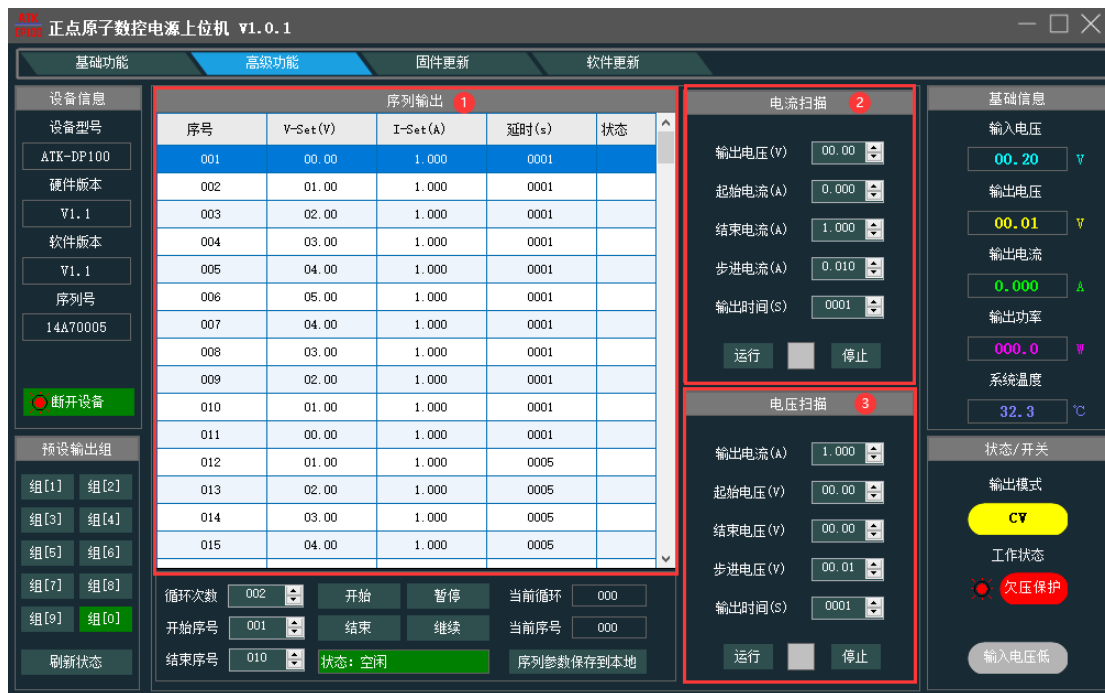 ATK
DP100 正点原子数控电源上位机 V1.0.1
基础功能 高级功能 固件更新 软件更新
设备信息
设备型号
ATK-DP100
硬件版本
V1.1
软件版本
V1.1
序列号
14A70005
断开设备
预设输出组
组[1] 组[2]
组[3] 组[4]
组[5] 组[6]
组[7] 组[8]
组[9] 组[0]
刷新状态
序列输出 1
序号 V-Set(V) I-Set(A) 延时(s) 状态
001 00.00 1.000 0001
002 01.00 1.000 0001
003 02.00 1.000 0001
004 03.00 1.000 0001
005 04.00 1.000 0001
006 05.00 1.000 0001
007 04.00 1.000 0001
008 03.00 1.000 0001
009 02.00 1.000 0001
010 01.00 1.000 0001
011 00.00 1.000 0001
012 01.00 1.000 0005
013 02.00 1.000 0005
014 03.00 1.000 0005
015 04.00 1.000 0005
循环次数 002 开始 暂停 当前循环 000
开始序号 001 结束 继续 当前序号 000
结束序号 010 状态: 空闲 序列参数保存到本地
电流扫描 2
输出电压(V) 00.00
起始电流(A) 0.000
结束电流(A) 1.000
步进电流(A) 0.010
输出时间(S) 0001
运行 停止
电压扫描 3
输出电流(A) 1.000
起始电压(V) 00.00
结束电压(V) 00.00
步进电压(V) 00.01
输出时间(S) 0001
运行 停止
基础信息
输入电压
00.20 V
输出电压
00.01 V
输出电流
0.000 A
输出功率
000.0 W
系统温度
32.3 ℃
状态/开关
输出模式
CV
工作状态
欠压保护
输入电压低